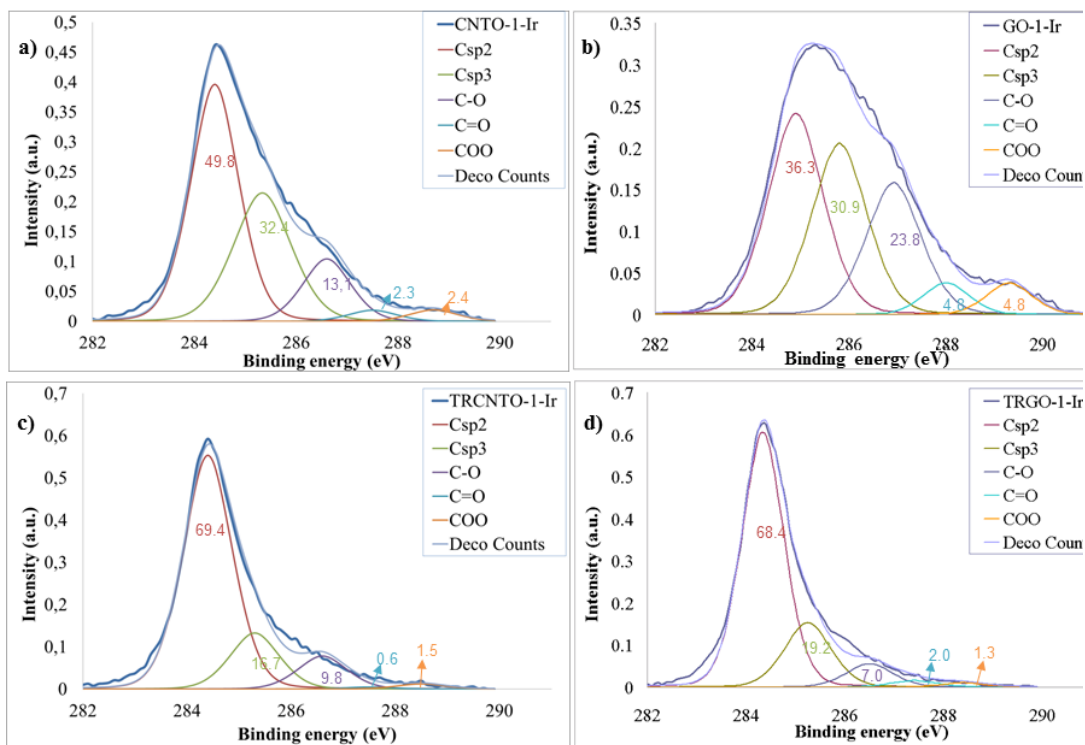 a)
0,5
0,45
0,4
0,35
0,3
0,25
0,2
0,15
0,1
0,05
0
Intensity (a.u.)
282 284 286 288 290
Binding energy (eV)
CNTO-1-Ir
Csp2
Csp3
C-O
C=O
COO
Deco Counts
49.8
32.4
13,1
2.3
2.4
b)
0.35
0.3
0.25
0.2
0.15
0.1
0.05
0
Intensity (a.u.)
282 284 286 288 290
Binding energy (eV)
GO-1-Ir
Csp2
Csp3
C-O
C=O
COO
Deco Counts
36.3
30.9
23.8
4.8
4.8
c)
0,7
0,6
0,5
0,4
0,3
0,2
0,1
0
Intensity (a.u.)
282 284 286 288 290
Binding energy (eV)
TRCNTO-1-Ir
Csp2
Csp3
C-O
C=O
COO
Deco Counts
69.4
16.7
9.8
0.6
1.5
d)
0.7
0.6
0.5
0.4
0.3
0.2
0.1
0
Intensity (a.u.)
282 284 286 288 290
Binding energy (eV)
TRGO-1-Ir
Csp2
Csp3
C-O
C=O
COO
Deco Counts
68.4
19.2
7.0
2.0
1.3